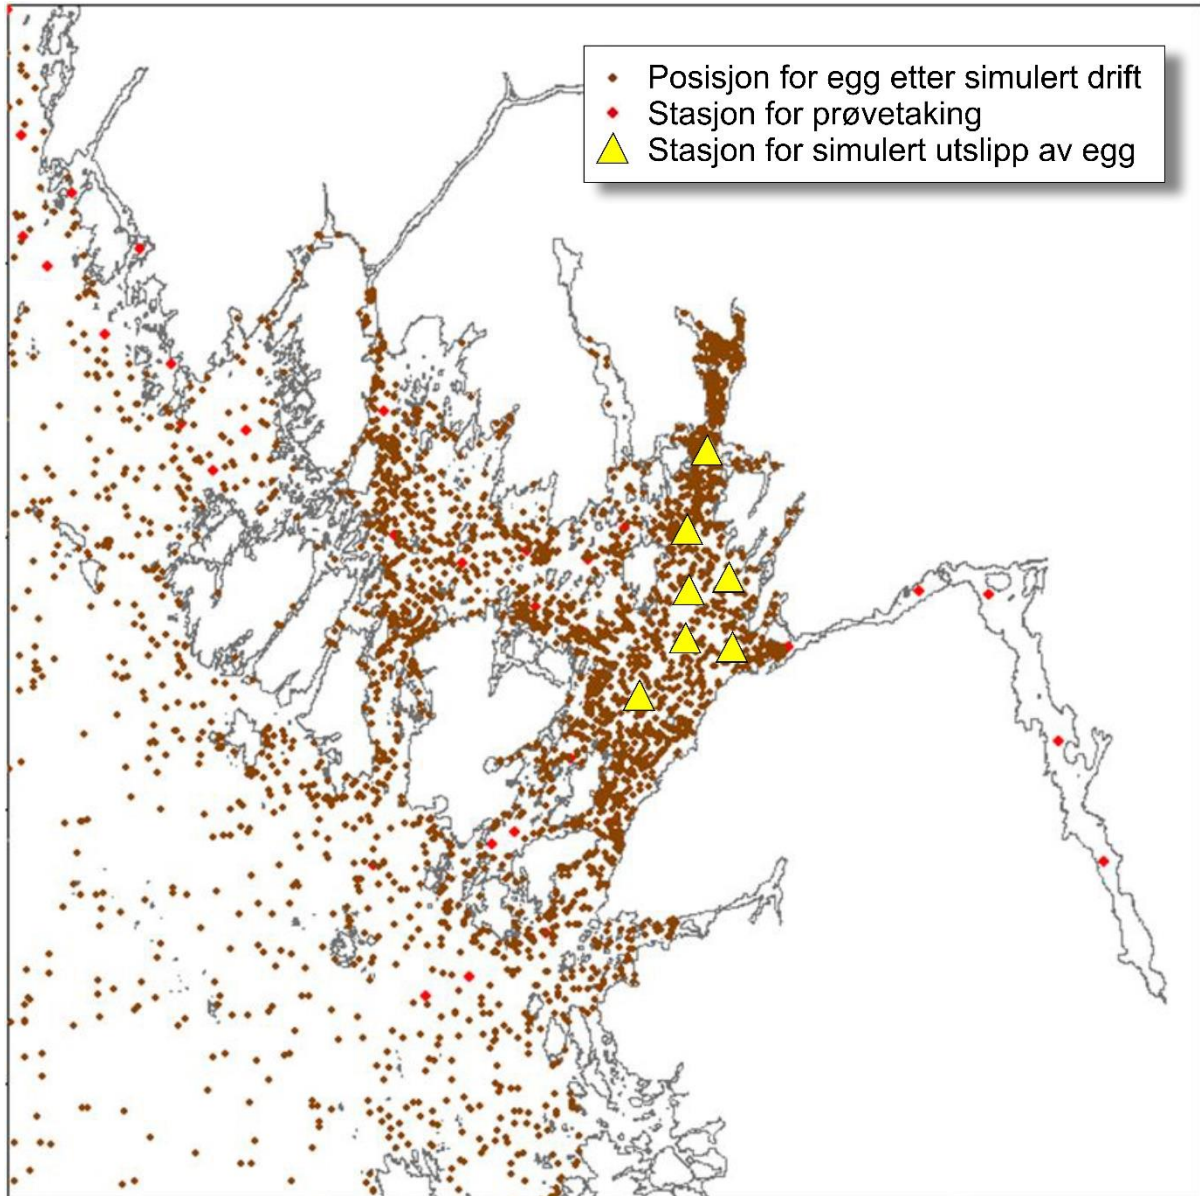 Posisjon for egg etter simulert drift
Stasjon for prøvetaking
Stasjon for simulert utslipp av egg